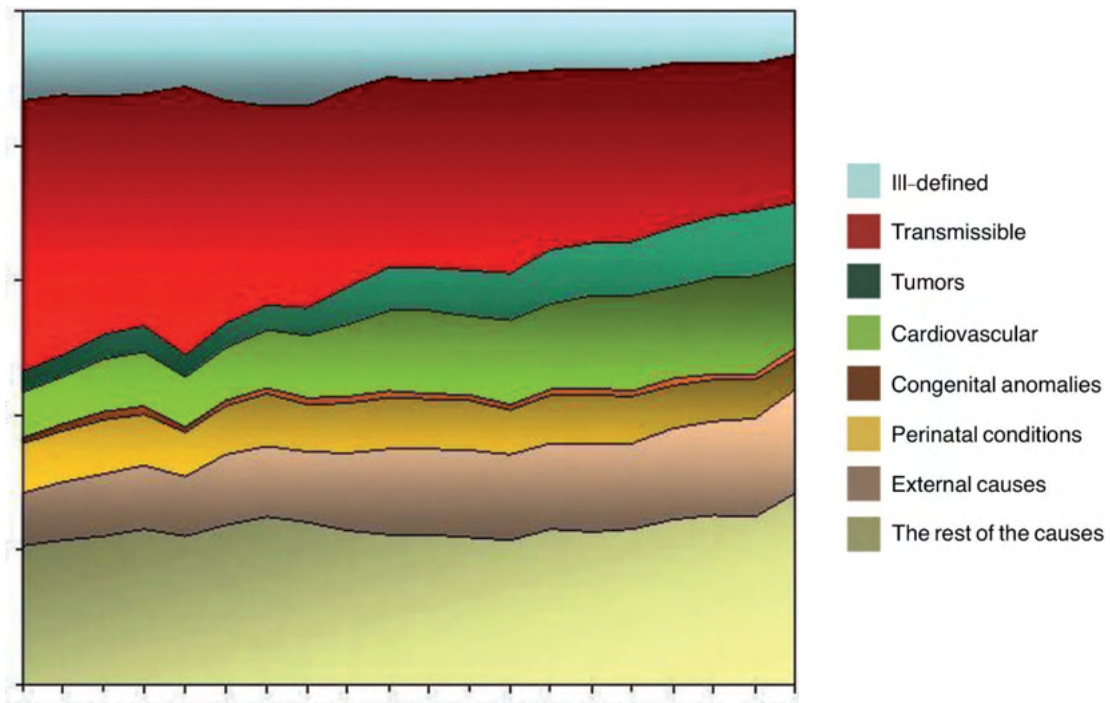 Ill-defined
Transmissible
Tumors
Cardiovascular
Congenital anomalies
Perinatal conditions
External causes
The rest of the causes